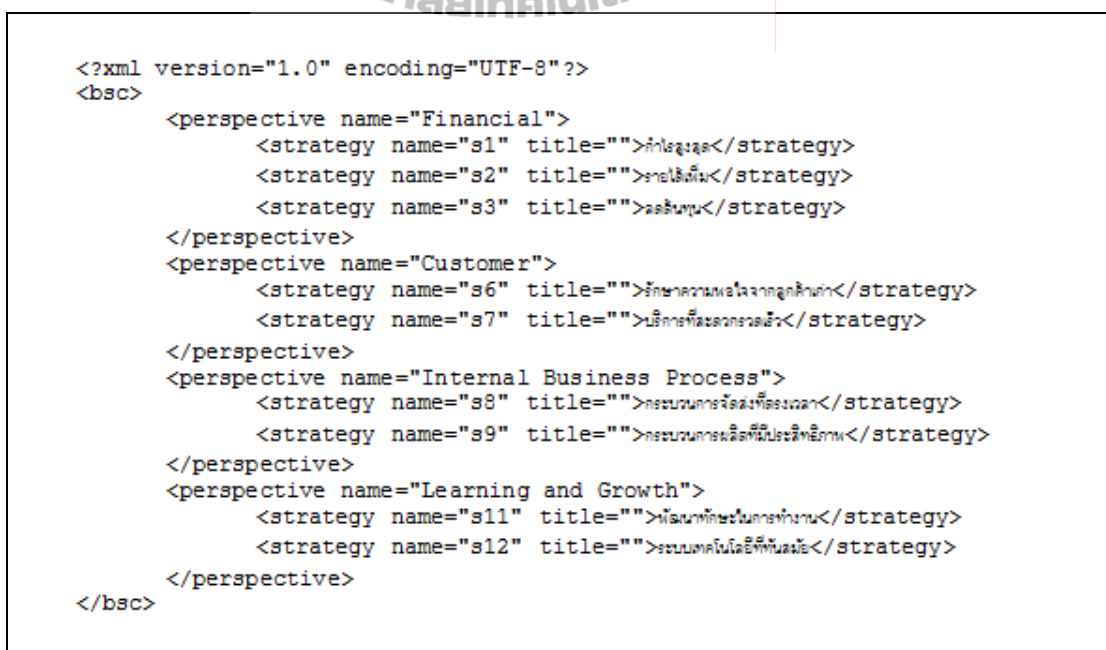 <?xml version="1.0" encoding="UTF-8"?>
<bsc>
<perspective name="Financial">
<strategy name="s1" title="">กำไรสูงสุด</strategy>
<strategy name="s2" title="">รายได้เพิ่ม</strategy>
<strategy name="s3" title="">ลดต้นทุน</strategy>
</perspective>
<perspective name="Customer">
<strategy name="s6" title="">รักษาความพอใจจากลูกค้าเก่า</strategy>
<strategy name="s7" title="">บริการที่สะดวกรวดเร็ว</strategy>
</perspective>
<perspective name="Internal Business Process">
<strategy name="s8" title="">กระบวนการจัดส่งที่ตรงเวลา</strategy>
<strategy name="s9" title="">กระบวนการผลิตที่มีประสิทธิภาพ</strategy>
</perspective>
<perspective name="Learning and Growth">
<strategy name="s11" title="">พัฒนาทักษะในการทำงาน</strategy>
<strategy name="s12" title="">ระบบเทคโนโลยีที่ทันสมัย</strategy>
</perspective>
</bsc>